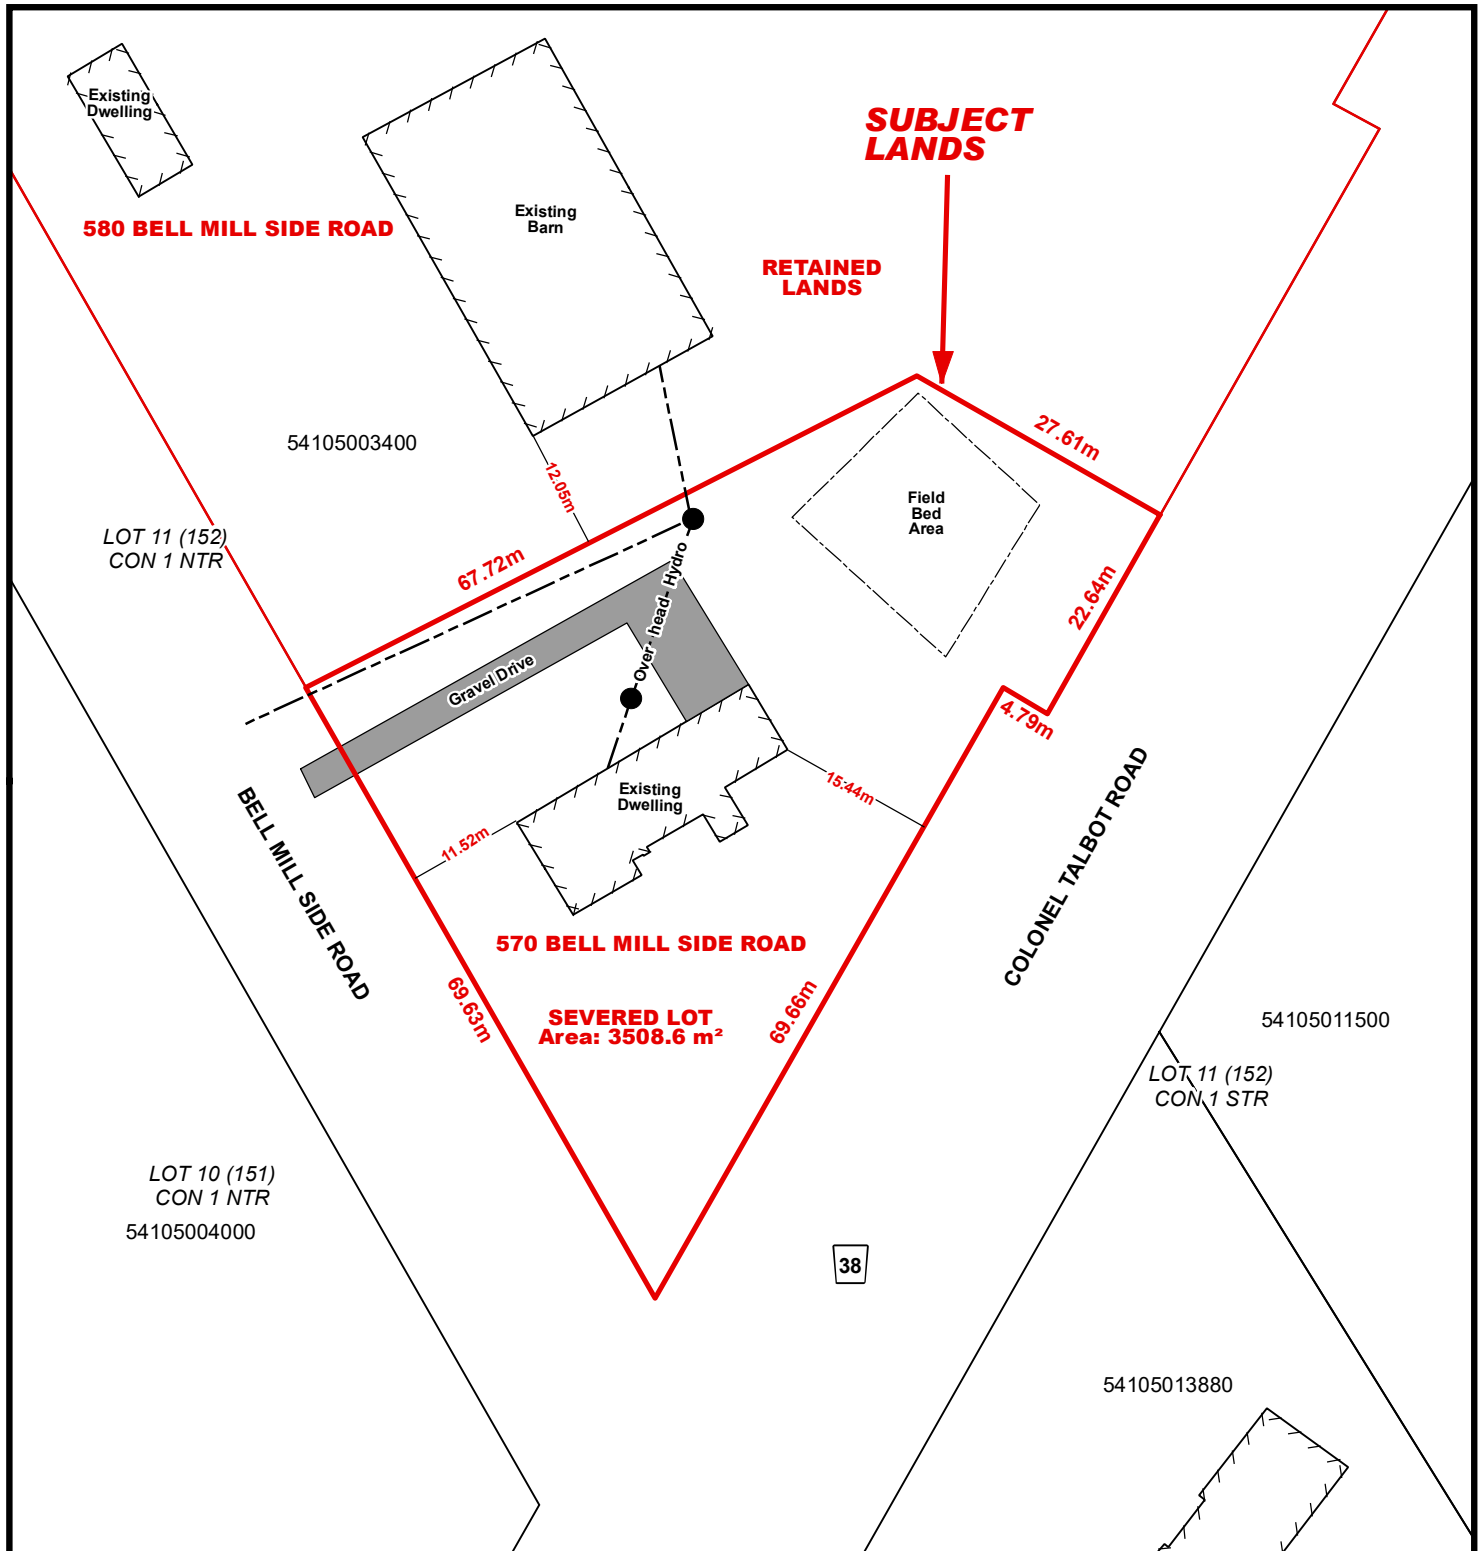 Existing
Dwelling
SUBJECT
LANDS
580 BELL MILL SIDE ROAD
Existing
Barn
RETAINED
LANDS
27.61m
54105003400
12.05m
Field
Bed
Area
LOT 11 (152)
CON 1 NTR
67.72m
Over-head-Hydro
22.64m
Gravel Drive
4.79m
Existing
Dwelling
15.44m
11.52m
BELL MILL SIDE ROAD
COLONEL TALBOT ROAD
570 BELL MILL SIDE ROAD
69.63m
SEVERED LOT
Area: 3508.6 m²
69.66m
54105011500
LOT 11 (152)
CON 1 STR
LOT 10 (151)
CON 1 NTR
54105004000
38
54105013880